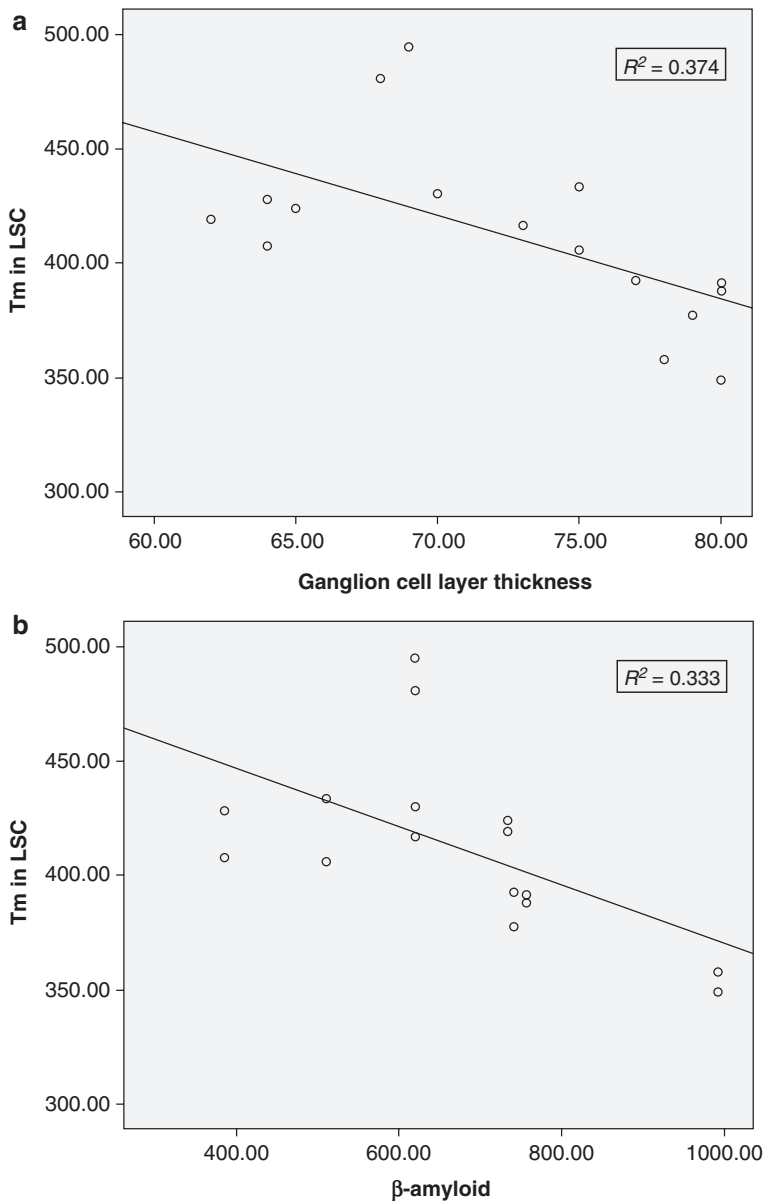 a
R² = 0.374
500.00
450.00
400.00
350.00
300.00
Tm in LSC
60.00 65.00 70.00 75.00 80.00
Ganglion cell layer thickness
b
R² = 0.333
500.00
450.00
400.00
350.00
300.00
Tm in LSC
400.00 600.00 800.00 1000.00
β-amyloid